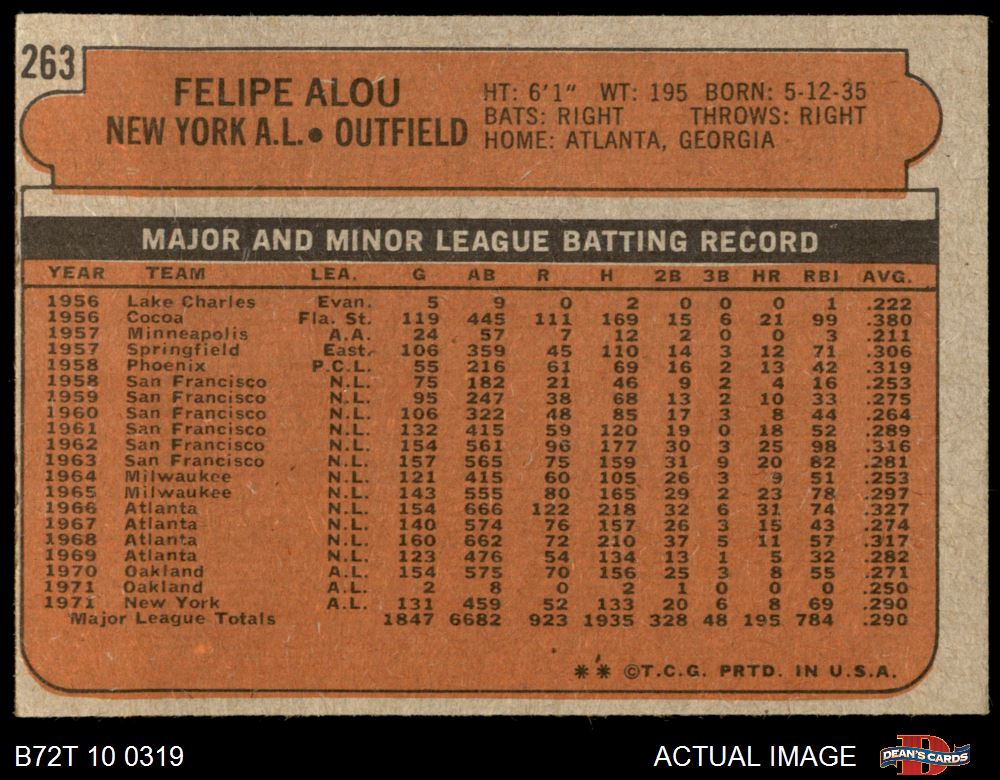 263
FELIPE ALOU
NEW YORK A.L.● OUTFIELD
HT: 6'1" WT: 195 BORN: 5-12-35
BATS: RIGHT THROWS: RIGHT
HOME: ATLANTA, GEORGIA
MAJOR AND MINOR LEAGUE BATTING RECORD
YEAR TEAM LEA. G AB R H 2B 3B HR RBI AVG.
1956 Lake Charles Evan. 5 9 0 2 0 0 0 1 .222
1956 Cocoa Fla. St. 119 445 111 169 15 6 21 99 .380
1957 Minneapolis A.A. 24 57 7 12 2 0 0 3 .211
1957 Springfield East. 106 359 45 110 14 3 12 71 .306
1958 Phoenix P.C.L. 55 216 61 69 16 2 13 42 .319
1958 San Francisco N.L. 75 182 21 46 9 2 4 16 .253
1959 San Francisco N.L. 95 247 38 68 13 2 10 33 .275
1960 San Francisco N.L. 106 322 48 85 17 3 8 44 .264
1961 San Francisco N.L. 132 415 59 120 19 0 18 52 .289
1962 San Francisco N.L. 154 561 96 177 30 3 25 98 .316
1963 San Francisco N.L. 157 565 75 159 31 9 20 82 .281
1964 Milwaukee N.L. 121 415 60 105 26 3 9 51 .253
1965 Milwaukee N.L. 143 555 80 165 29 2 23 78 .297
1966 Atlanta N.L. 154 666 122 218 32 6 31 74 .327
1967 Atlanta N.L. 140 574 76 157 26 3 15 43 .274
1968 Atlanta N.L. 160 662 72 210 37 5 11 57 .317
1969 Atlanta N.L. 123 476 54 134 13 1 5 32 .282
1970 Oakland A.L. 154 575 70 156 25 3 8 55 .271
1971 Oakland A.L. 2 8 0 2 1 0 0 0 .250
1971 New York A.L. 131 459 52 133 20 6 8 69 .290
Major League Totals 1847 6682 923 1935 328 48 195 784 .290
* * ©T.C.G. PRTD. IN U.S.A.
B72T 10 0319
ACTUAL IMAGE
D
DEAN'S CARDS